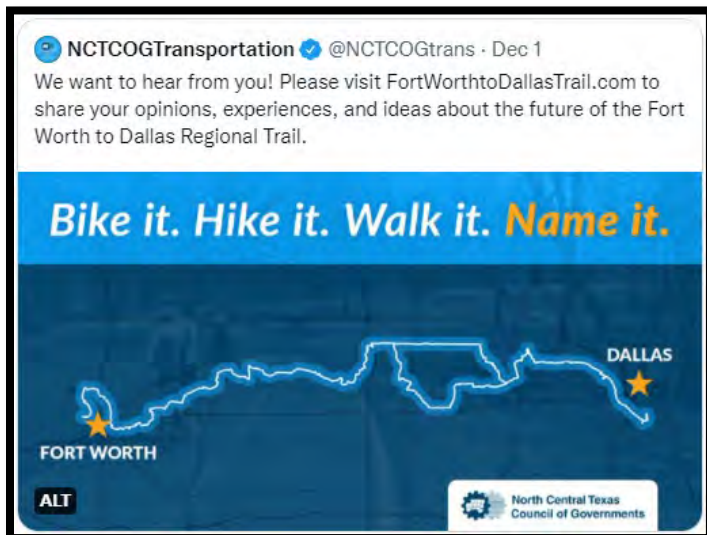 NCTCOGTransportation @NCTCOGtrans · Dec 1
We want to hear from you! Please visit FortWorthtoDallasTrail.com to
share your opinions, experiences, and ideas about the future of the Fort
Worth to Dallas Regional Trail.
Bike it. Hike it. Walk it. Name it.
DALLAS
FORT WORTH
ALT
North Central Texas
Council of Governments